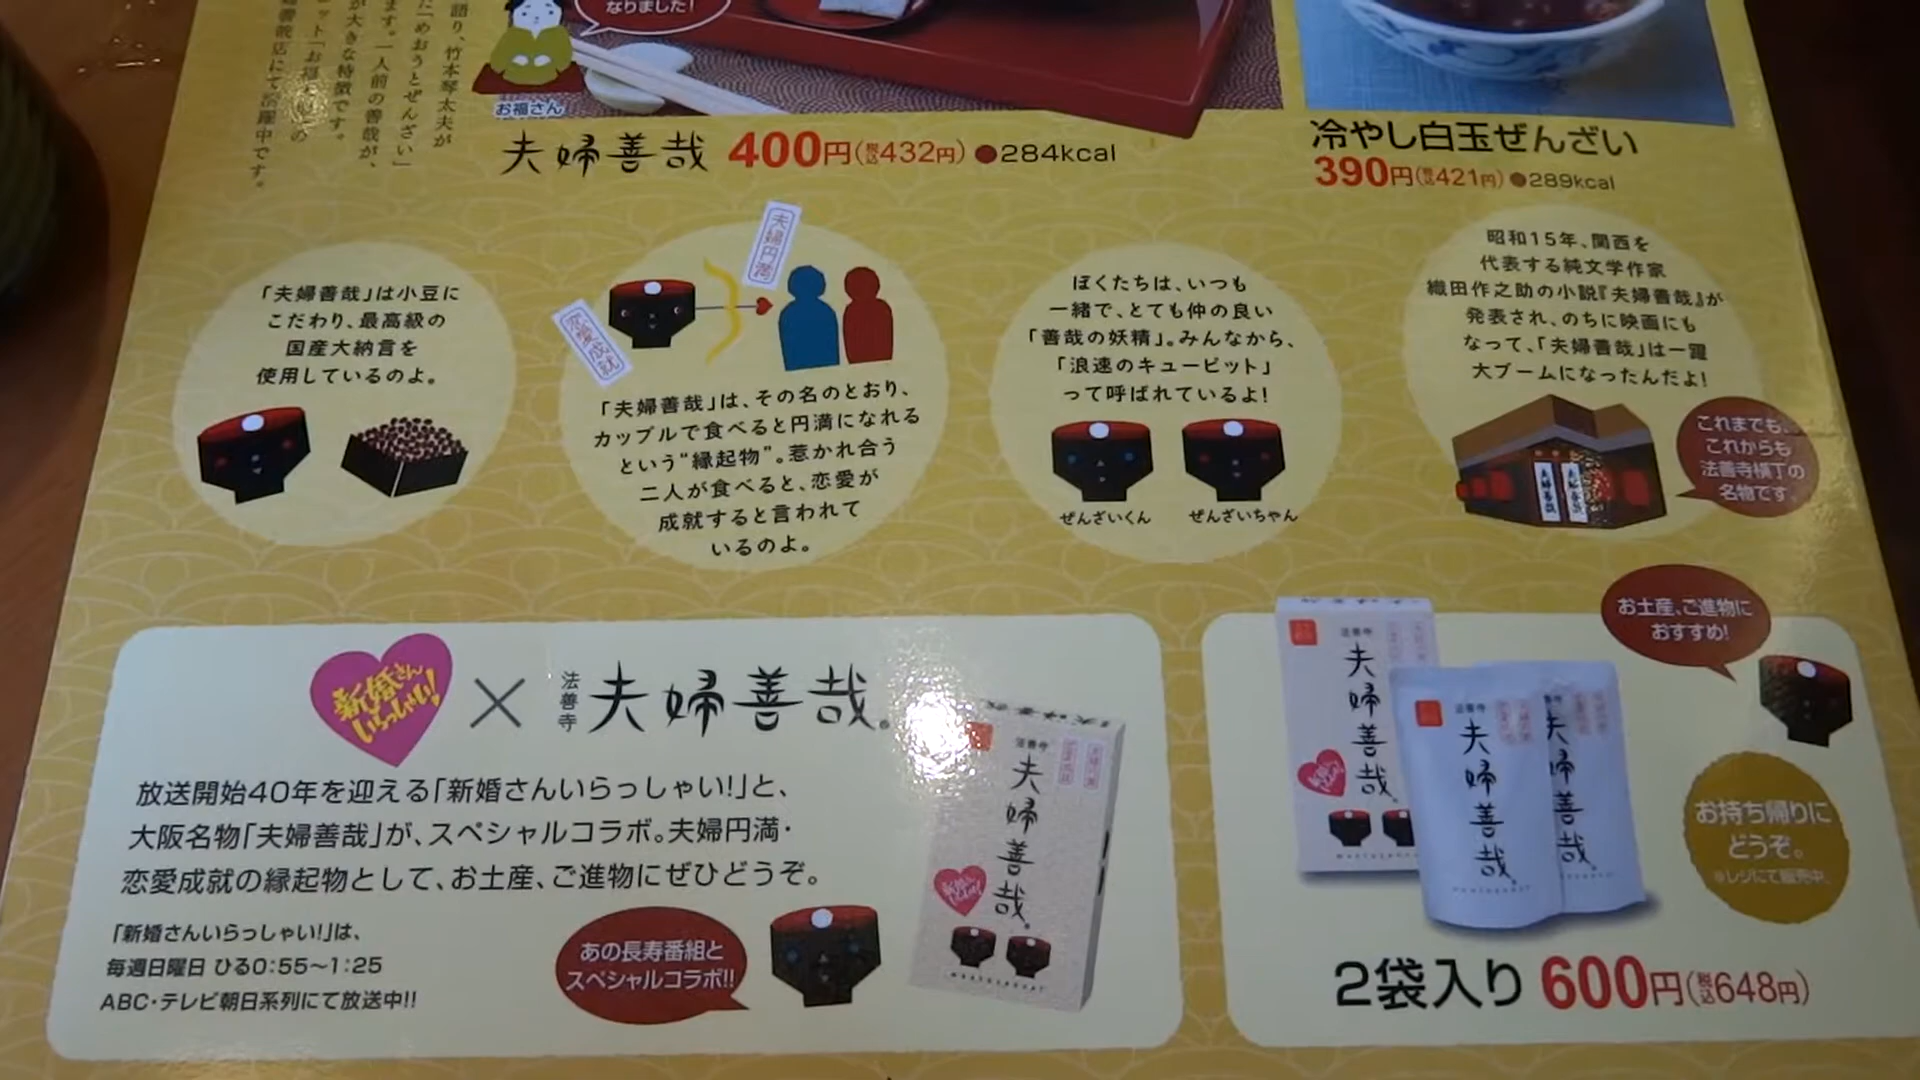 なりました!
お福さん
語り、竹本琴太夫が
「めおうとぜんざい」
ます。一人前の善哉が、
が大きな特徴です。
夫婦善哉 400円(税込432円) ●284kcal
冷やし白玉ぜんざい
390円(税込421円) ●289kcal
「夫婦善哉」は小豆に
こだわり、最高級の
国産大納言を
使用しているのよ。
夫婦円満
恋愛成就
「夫婦善哉」は、その名のとおり、
カップルで食べると円満になれる
という“縁起物”。惹かれ合う
二人が食べると、恋愛が
成就すると言われて
いるのよ。
ぼくたちは、いつも
一緒で、とても仲の良い
「善哉の妖精」。みんなから、
「浪速のキューピット」
って呼ばれているよ!
ぜんざいくん
ぜんざいちゃん
昭和15年、関西を
代表する純文学作家
織田作之助の小説『夫婦善哉』が
発表され、のちに映画にも
なって、「夫婦善哉」は一躍
大ブームになったんだよ!
夫婦善哉
これまでも、
これからも
法善寺横丁の
名物です。
新婚さん
いらっしゃい!
×
法善寺
夫婦善哉。
放送開始40年を迎える「新婚さんいらっしゃい!」と、
大阪名物「夫婦善哉」が、スペシャルコラボ。夫婦円満・
恋愛成就の縁起物として、お土産、ご進物にぜひどうぞ。
「新婚さんいらっしゃい!」は、
毎週日曜日 ひる0:55～1:25
ABC・テレビ朝日系列にて放送中!!
あの長寿番組と
スペシャルコラボ!!
法善寺
夫婦善哉。
お土産、ご進物に
おすすめ!
法善寺
夫婦善哉。
法善寺
夫婦善哉。
夫婦善哉。
お持ち帰りに
どうぞ。
※レジにて販売中。
2袋入り 600円(税込648円)